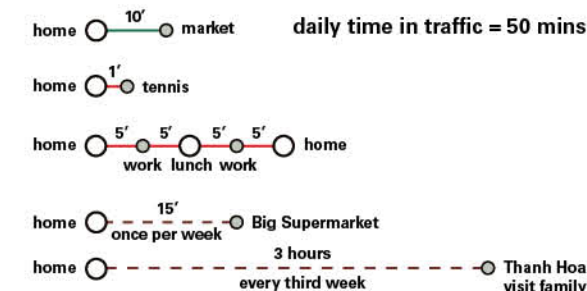 10′
home market daily time in traffic = 50 mins
1′
home tennis
5′ 5′ 5′ 5′
home home
work lunch work
15′
home Big Supermarket
once per week
3 hours
home Thanh Hoa
every third week visit family